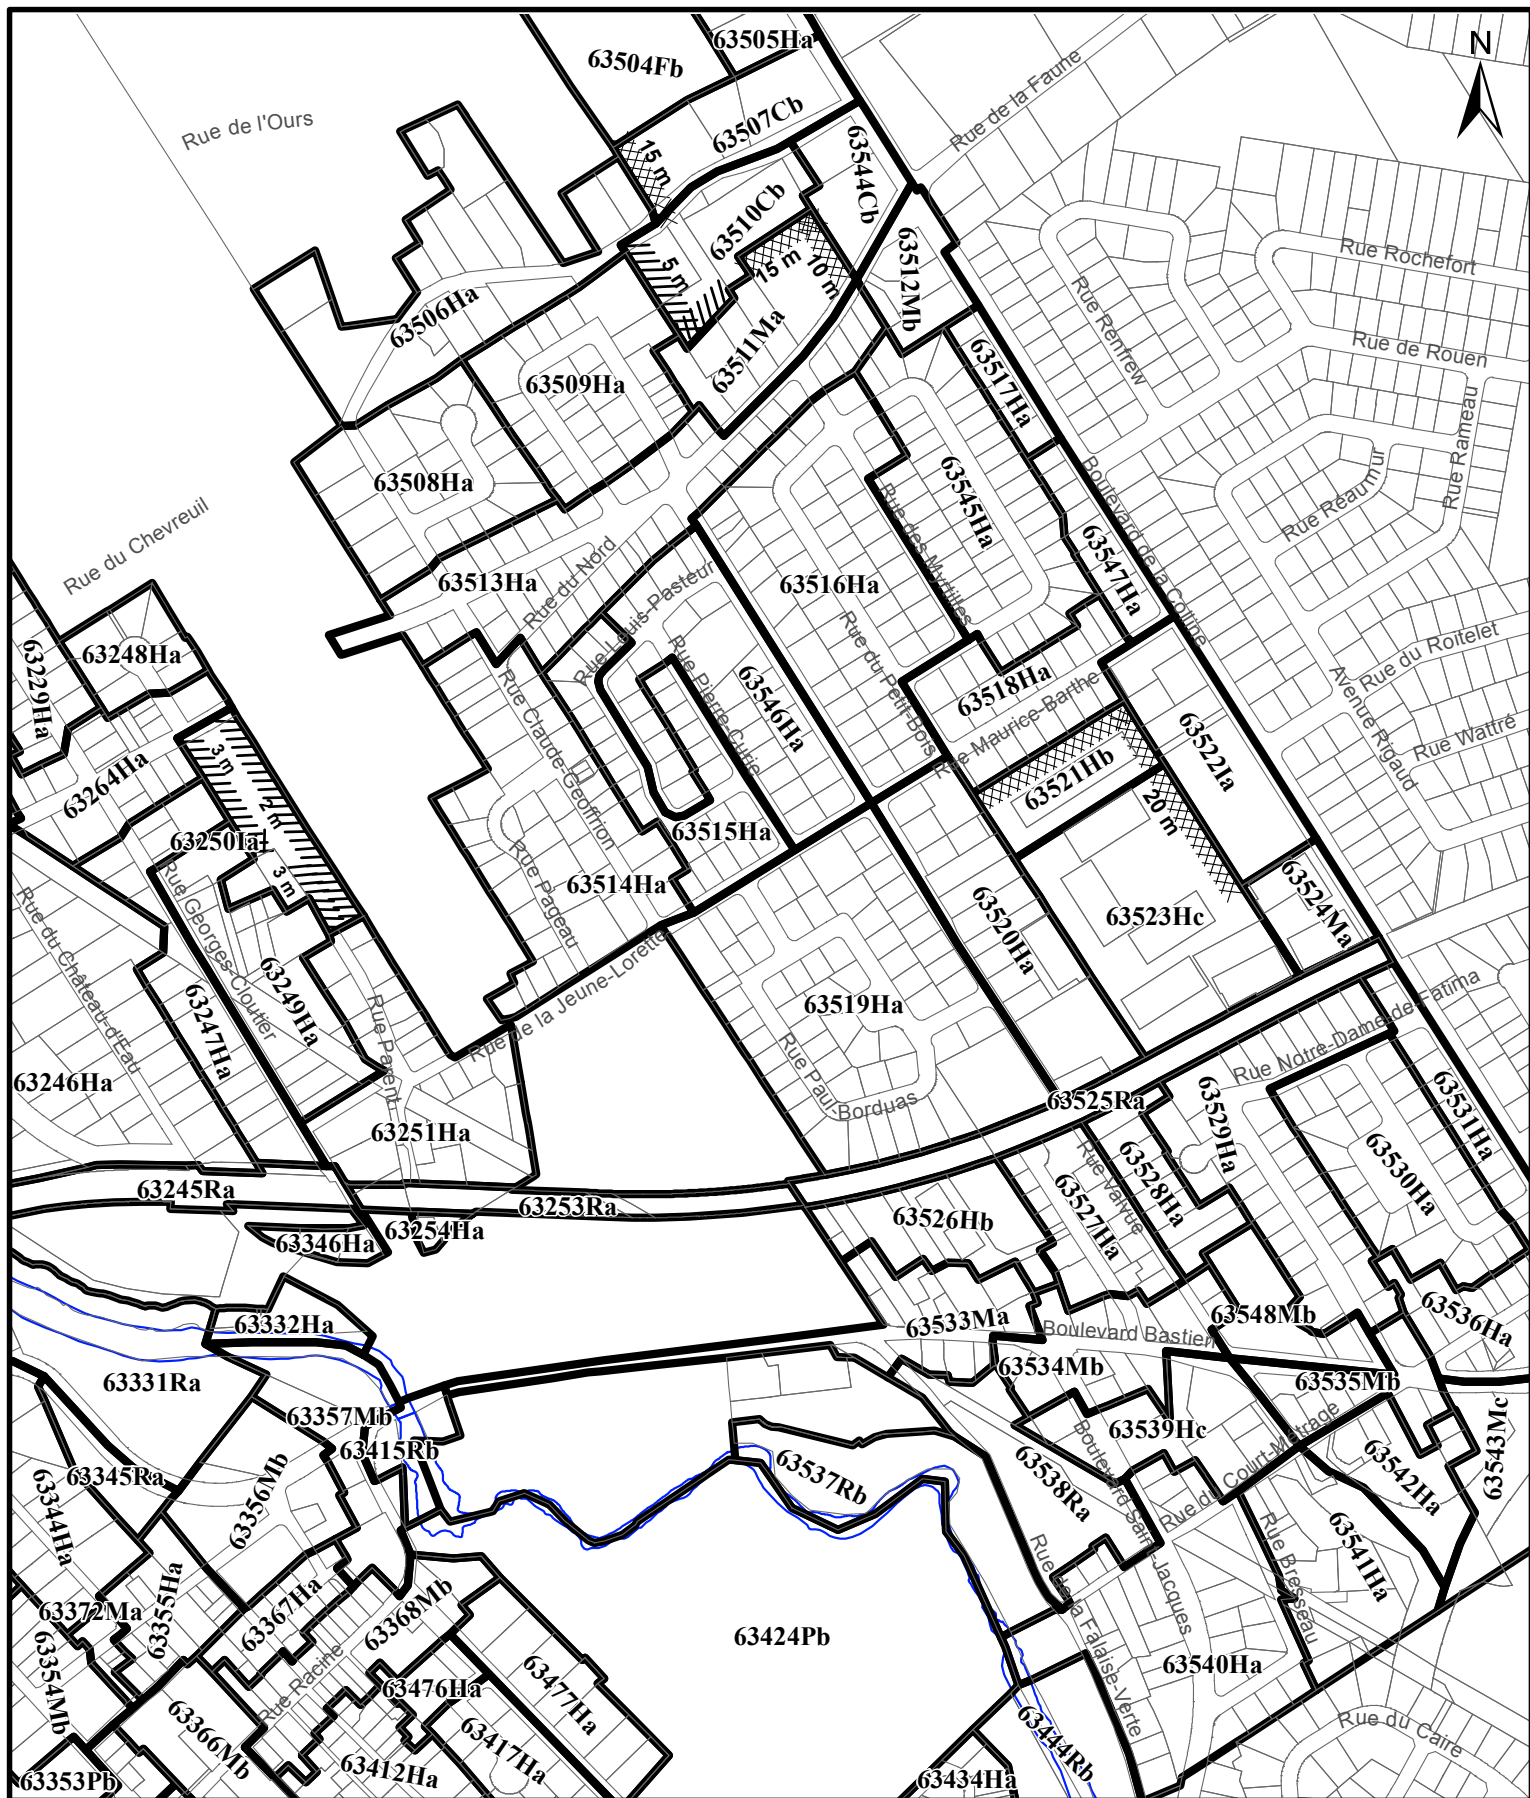 63505Ha
63504Fb
N
Rue de la Faune
63507Cb
Rue de l'Ours
15 m
63544Cb
63510Cb
63512Mb
Rue Rochefort
5 m
15 m
10 m
63506Ha
Rue Renfrew
63511Ma
Rue de Rouen
63509Ha
63517Ha
Rue Rameau
63508Ha
63545Ha
Boulevard de la Colline
Rue Réaumur
Rue des Myrtilles
Rue du Chevreuil
63513Ha
Rue du Nord
63516Ha
63547Ha
Rue Louis-Pasteur
63229Ha
63248Ha
Rue du Roitelet
Rue Pierre-Curie
Rue du Petit-Bois
63518Ha
Rue Maurice-Barthe
63546Ha
Rue Claude-Geoffrion
Avenue Rigaud
Rue Wattré
63264Ha
3 m
2 m
63522Ia
63521Hb
20 m
63250Ia
63515Ha
3 m
63514Ha
Rue Pageau
Rue Georges-Cloutier
Rue du Château-d'Eau
63524Ma
63523Hc
63520Ha
63249Ha
Rue de la Jeune-Lorette
63519Ha
Rue Notre-Dame-de-Fatima
63247Ha
Rue Parent
Rue Paul-Borduas
63246Ha
63525Ra
63529Ha
63531Ha
63251Ha
63530Ha
Rue Valvue
63528Ha
63245Ra
63253Ra
63527Ha
63526Hb
63254Ha
63346Ha
63332Ha
63533Ma
Boulevard Bastien
63548Mb
63536Ha
63534Mb
63535Mb
63331Ra
63357Mb
63415Rb
63539Hc
63543Mc
63345Ra
63537Rb
63538Ra
Boulevard Saint-Jacques
Rue du Court-Métrage
63542Ha
63356Mb
63344Ha
63541Ha
Rue Bresseau
63355Ha
63372Ma
63367Ha
63368Mb
Rue de la Falaise-Verte
63424Pb
63540Ha
63354Mb
Rue Racine
63476Ha
63477Ha
63366Mb
63417Ha
63444Rb
Rue du Caire
63412Ha
63353Pb
63434Ha